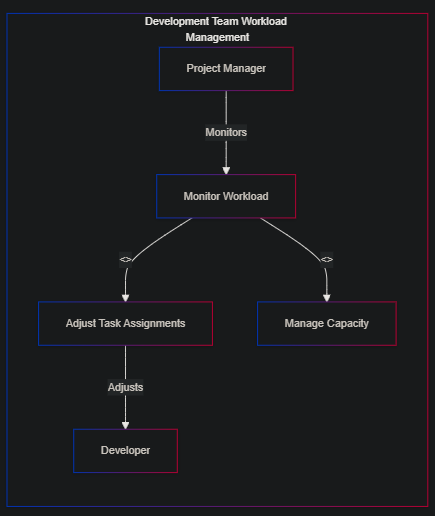 Development Team Workload
Management
Project Manager
Monitors
Monitor Workload
<> <>
Adjust Task Assignments
Manage Capacity
Adjusts
Developer